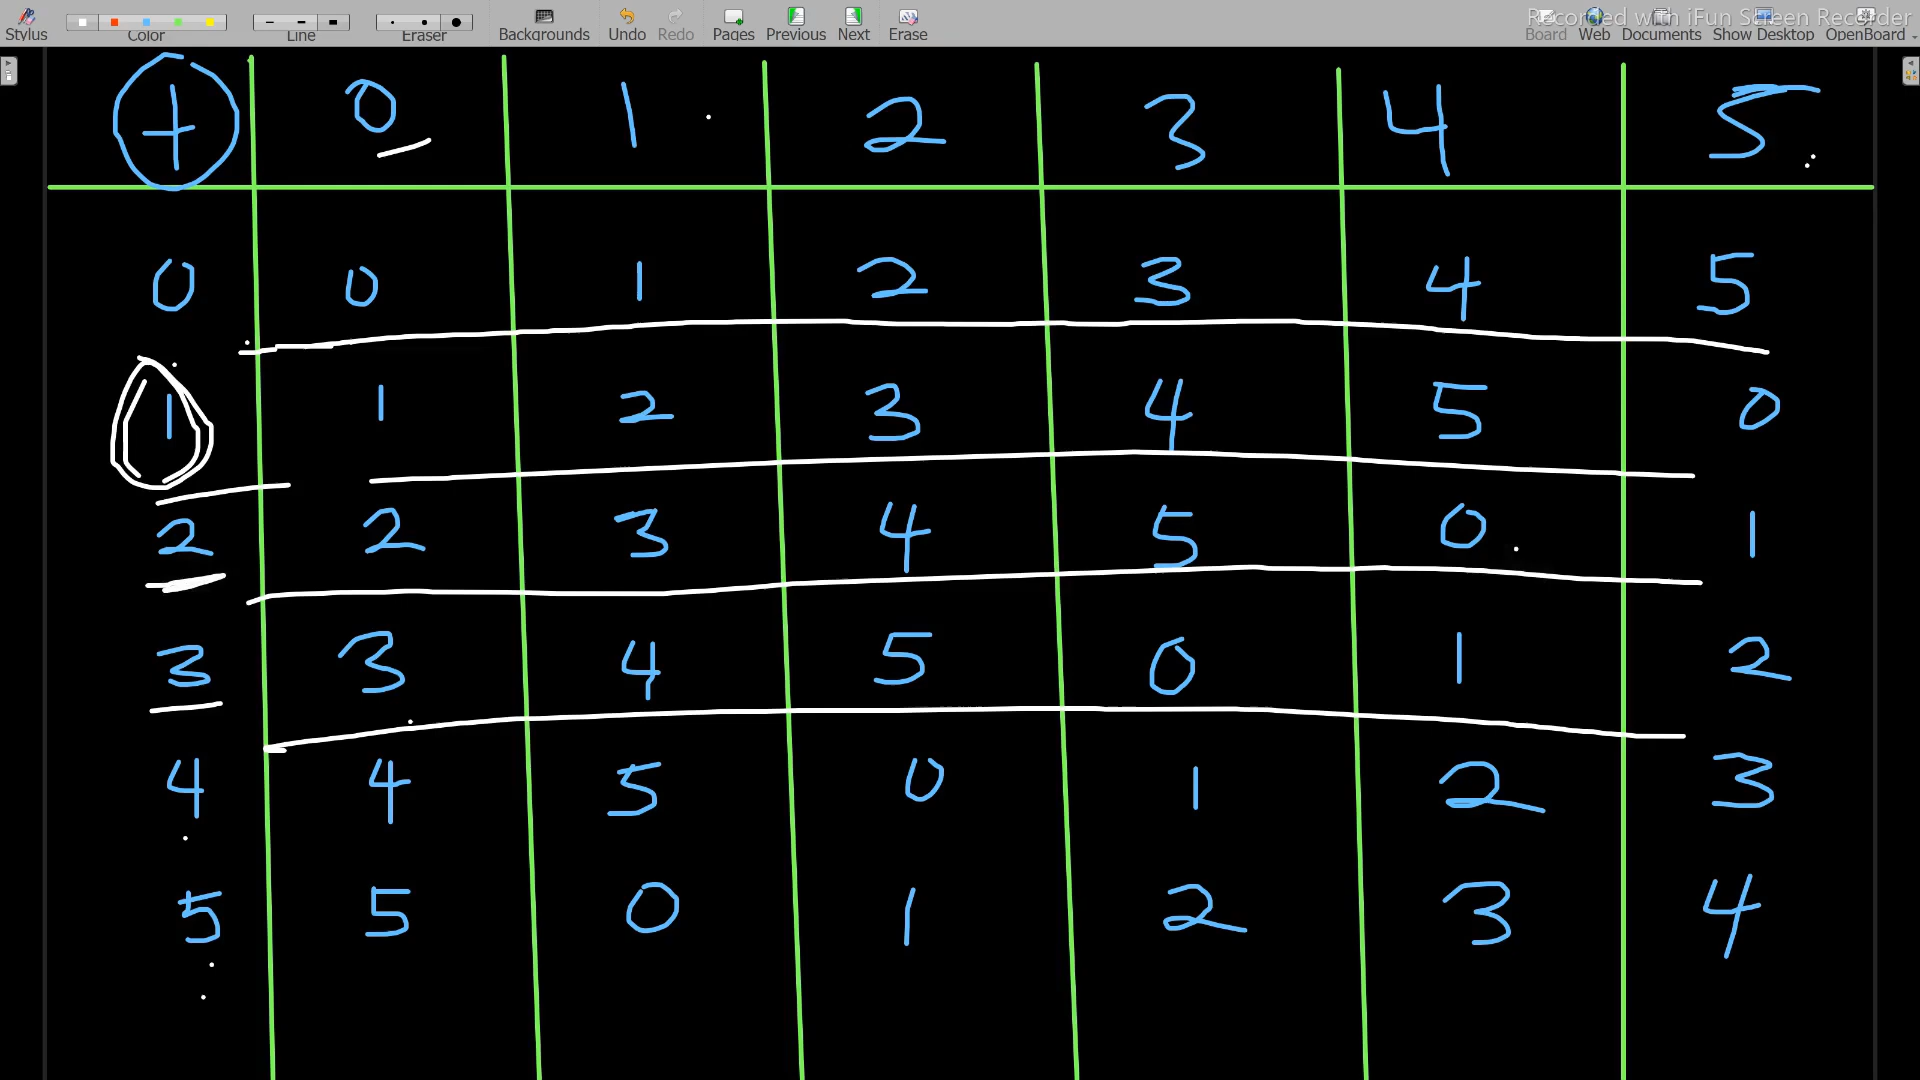 Recorded with iFun Screen Recorder
Stylus Color Line Eraser Backgrounds Undo Redo Pages Previous Next Erase Board Web Documents Show Desktop OpenBoard
+ 0 1 2 3 4 5
0 0 1 2 3 4 5
1 1 2 3 4 5 0
2 2 3 4 5 0 1
3 3 4 5 0 1 2
4 4 5 0 1 2 3
5 5 0 1 2 3 4